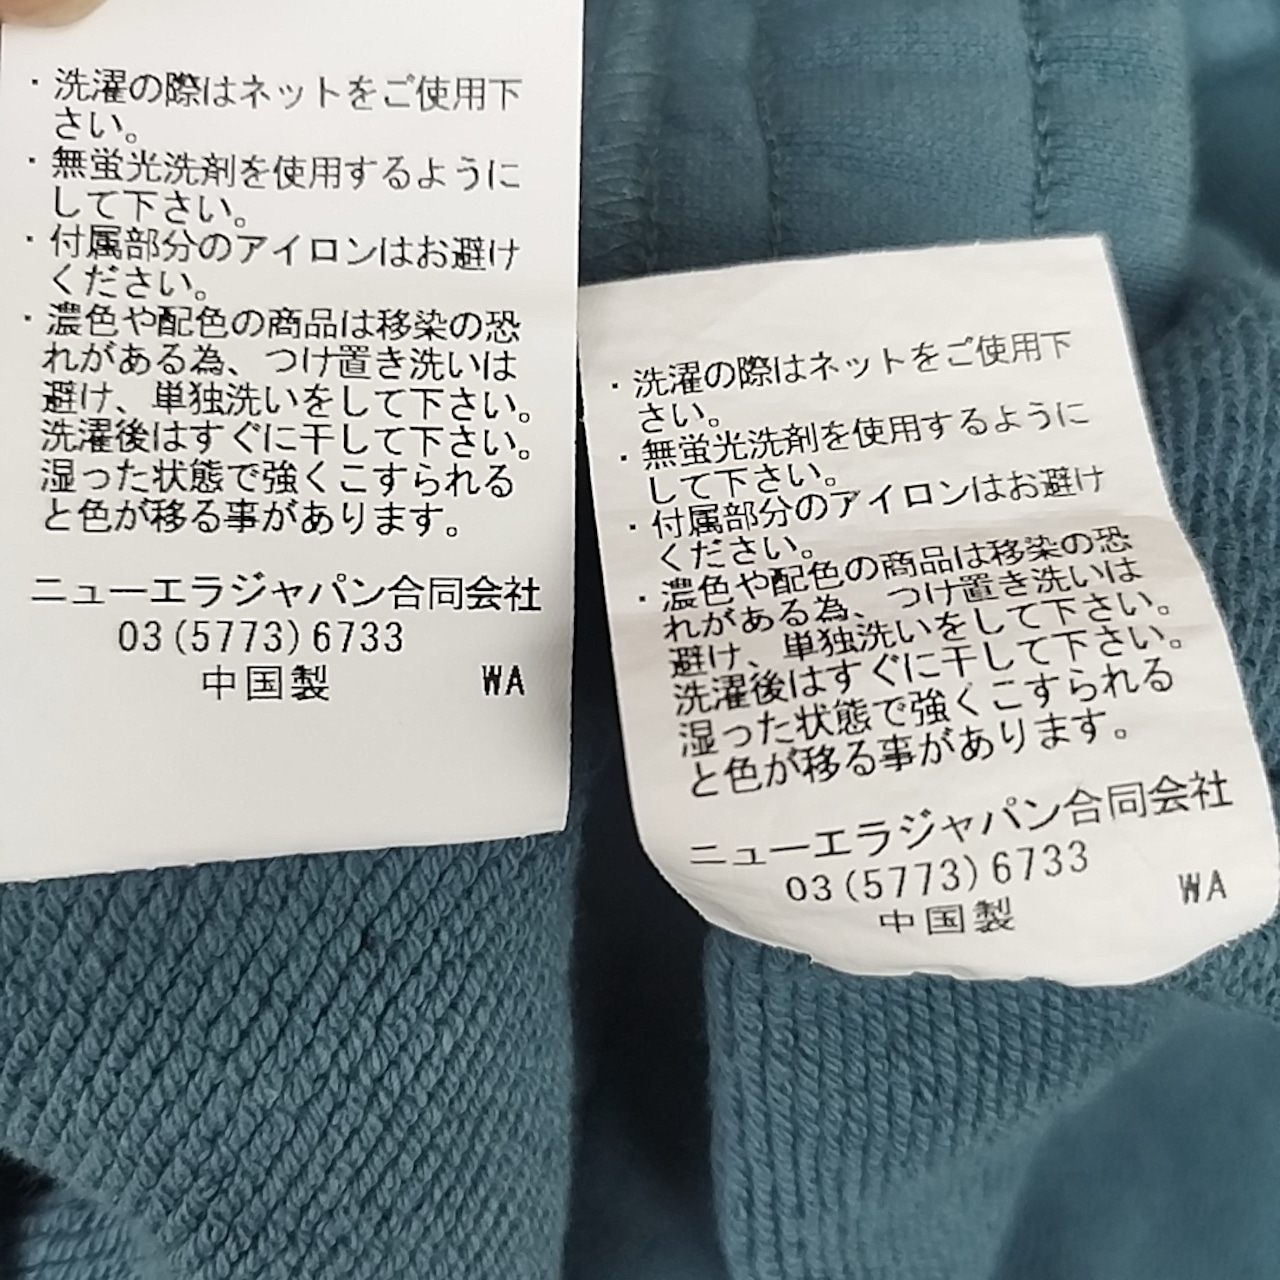 ・洗濯の際はネットをご使用下
さい。
・無蛍光洗剤を使用するように
して下さい。
・付属部分のアイロンはお避け
ください。
・濃色や配色の商品は移染の恐
れがある為、つけ置き洗いは
避け、単独洗いをして下さい。
洗濯後はすぐに干して下さい。
湿った状態で強くこすられる
と色が移る事があります。
ニューエラジャパン合同会社
03(5773)6733
中国製 WA
・洗濯の際はネットをご使用下
さい。
・無蛍光洗剤を使用するように
して下さい。
・付属部分のアイロンはお避け
ください。
・濃色や配色の商品は移染の恐
れがある為、つけ置き洗いは
避け、単独洗いをして下さい。
洗濯後はすぐに干して下さい。
湿った状態で強くこすられる
と色が移る事があります。
ニューエラジャパン合同会社
03(5773)6733
中国製 WA